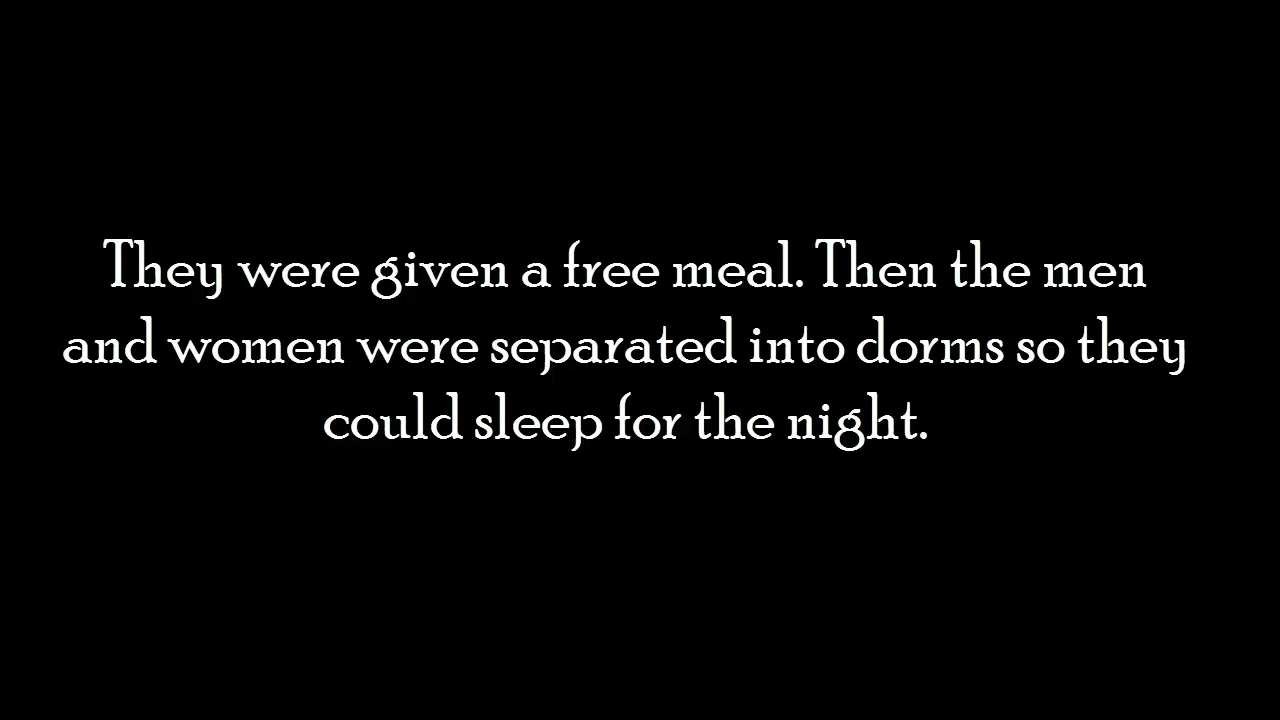 They were given a free meal. Then the men
and women were separated into dorms so they
could sleep for the night.